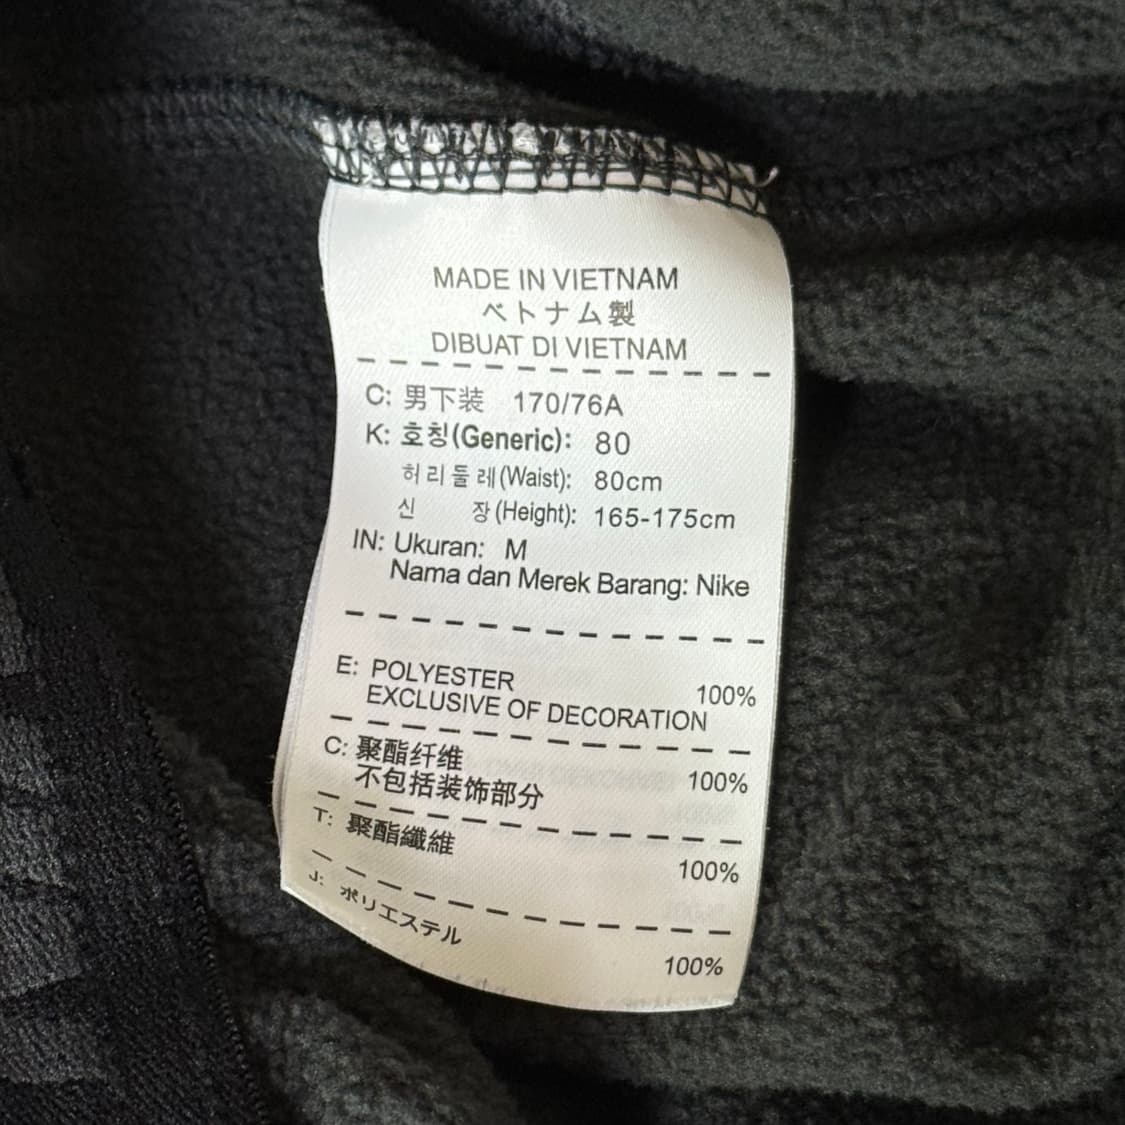 MADE IN VIETNAM
ベトナム製
DIBUAT DI VIETNAM
C: 男下装 170/76A
K: 호칭(Generic): 80
허리둘레(Waist): 80cm
신 장(Height): 165-175cm
IN: Ukuran: M
Nama dan Merek Barang: Nike
E: POLYESTER 100%
EXCLUSIVE OF DECORATION
C: 聚酯纤维 100%
不包括装饰部分
T: 聚酯纖維 100%
J: ポリエステル 100%